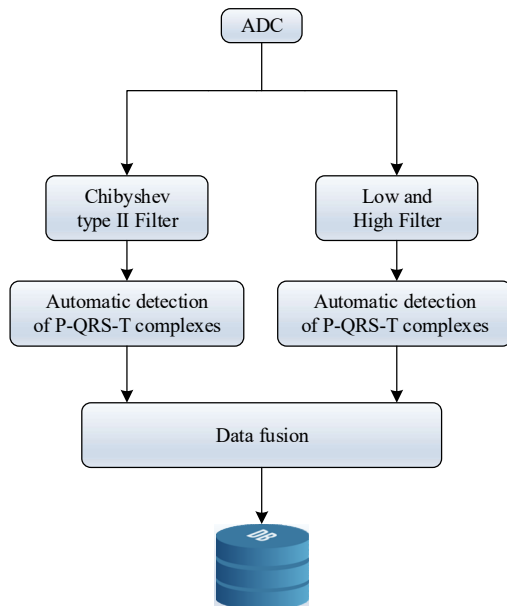 ADC
Chibyshev
type II Filter
Low and
High Filter
Automatic detection
of P-QRS-T complexes
Automatic detection
of P-QRS-T complexes
Data fusion
DB